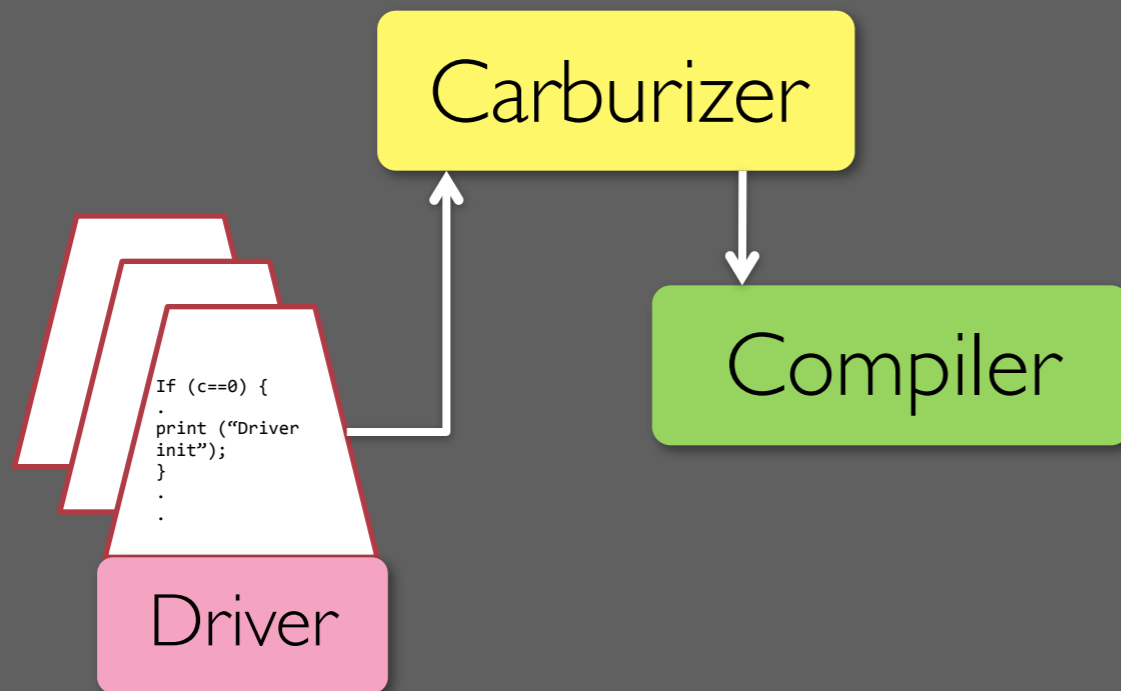 Carburizer
Compiler
If (c==0) {
.
print (“Driver
init”);
}
.
.
Driver